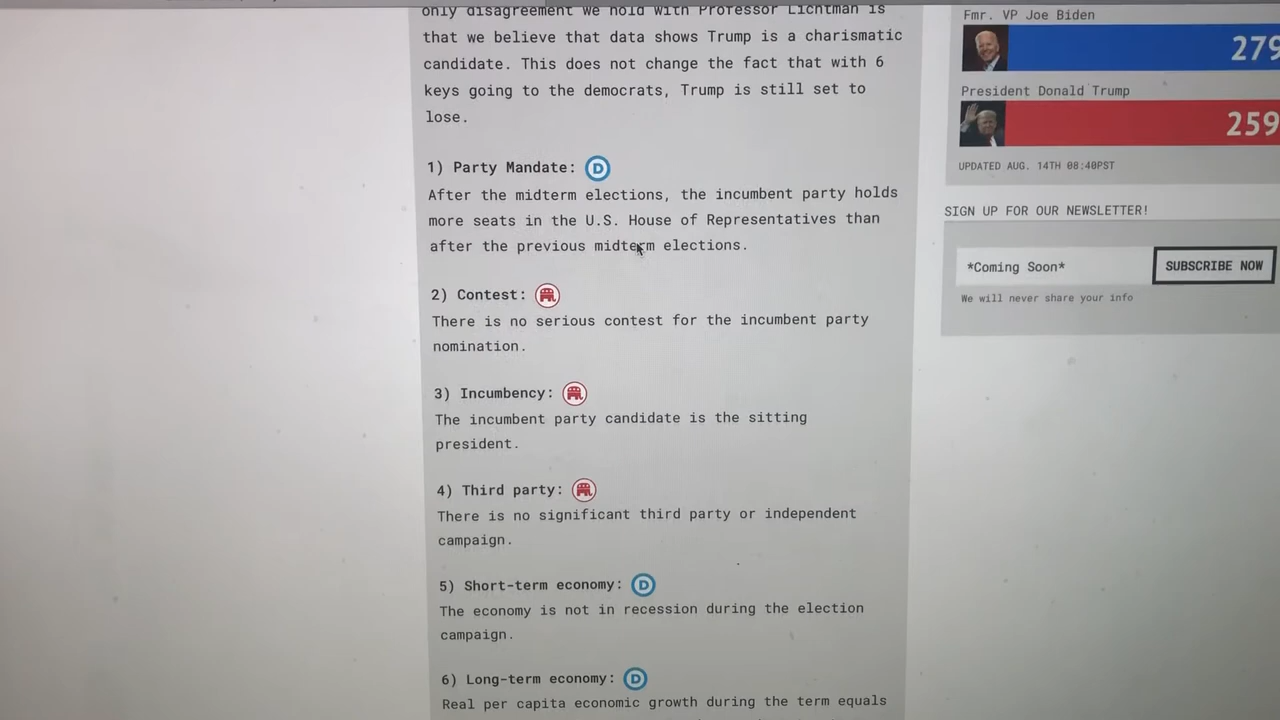 only disagreement we hold with Professor Lichtman is
that we believe that data shows Trump is a charismatic
candidate. This does not change the fact that with 6
keys going to the democrats, Trump is still set to
lose.
1) Party Mandate: D
After the midterm elections, the incumbent party holds
more seats in the U.S. House of Representatives than
after the previous midterm elections.
2) Contest:
There is no serious contest for the incumbent party
nomination.
3) Incumbency:
The incumbent party candidate is the sitting
president.
4) Third party:
There is no significant third party or independent
campaign.
5) Short-term economy: D
The economy is not in recession during the election
campaign.
6) Long-term economy: D
Real per capita economic growth during the term equals
Fmr. VP Joe Biden
279
President Donald Trump
259
UPDATED AUG. 14TH 08:40PST
SIGN UP FOR OUR NEWSLETTER!
*Coming Soon*
SUBSCRIBE NOW
We will never share your info